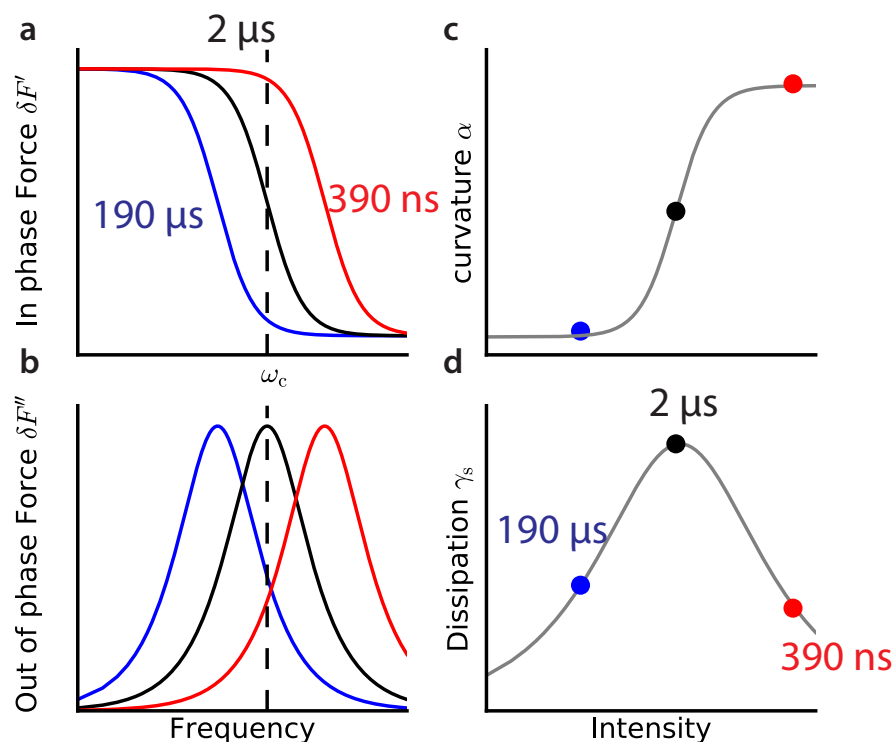 a
2 µs
In phase Force δF′
190 µs
390 ns
ω_c
c
curvature α
b
Out of phase Force δF″
Frequency
d
2 µs
Dissipation γ_s
190 µs
390 ns
Intensity